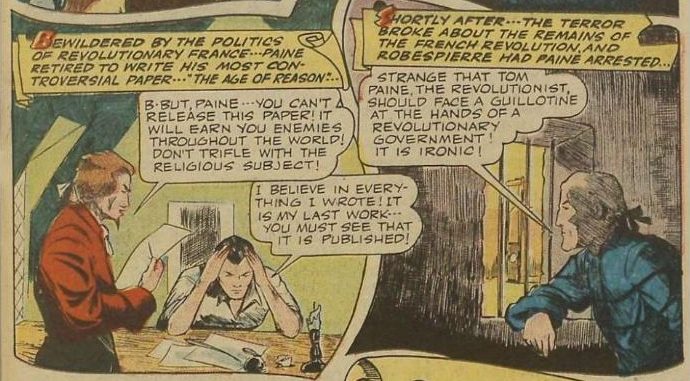 BEWILDERED BY THE POLITICS
OF REVOLUTIONARY FRANCE---PAINE
RETIRED TO WRITE HIS MOST CON-
TROVERSIAL PAPER---"THE AGE OF REASON"...
B-BUT, PAINE---YOU CAN'T
RELEASE THIS PAPER! IT
WILL EARN YOU ENEMIES
THROUGHOUT THE WORLD!
DON'T TRIFLE WITH THE
RELIGIOUS SUBJECT!
I BELIEVE IN EVERY-
THING I WROTE! IT
IS MY LAST WORK---
YOU MUST SEE THAT
IT IS PUBLISHED!
SHORTLY AFTER---THE TERROR
BROKE ABOUT THE REMAINS OF
THE FRENCH REVOLUTION, AND
ROBESPIERRE HAD PAINE ARRESTED...
STRANGE THAT TOM
PAINE, THE REVOLUTIONIST,
SHOULD FACE A GUILLOTINE
AT THE HANDS OF A
REVOLUTIONARY
GOVERNMENT!
IT IS IRONIC!